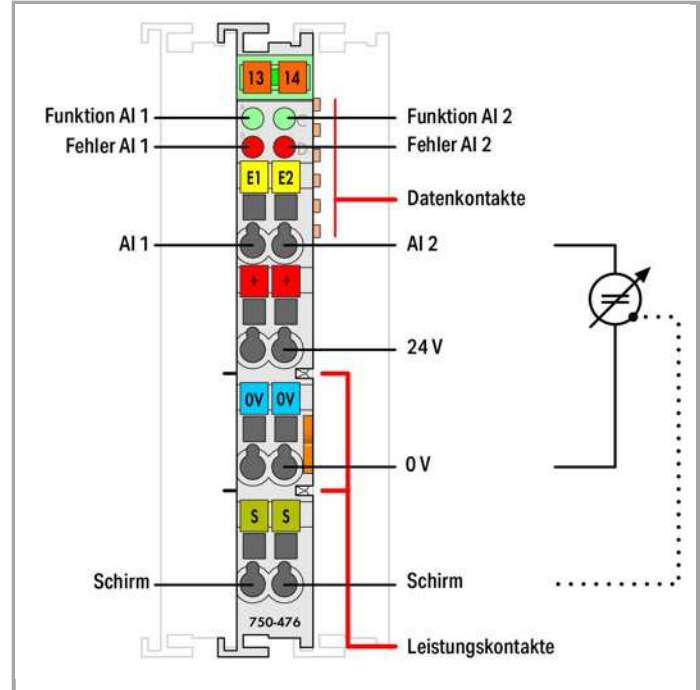 13 14
Funktion AI 1
Funktion AI 2
Fehler AI 1
Fehler AI 2
E1 E2
Datenkontakte
AI 1
AI 2
+ +
24 V
0V 0V
0 V
S S
Schirm
Schirm
750-476
Leistungskontakte